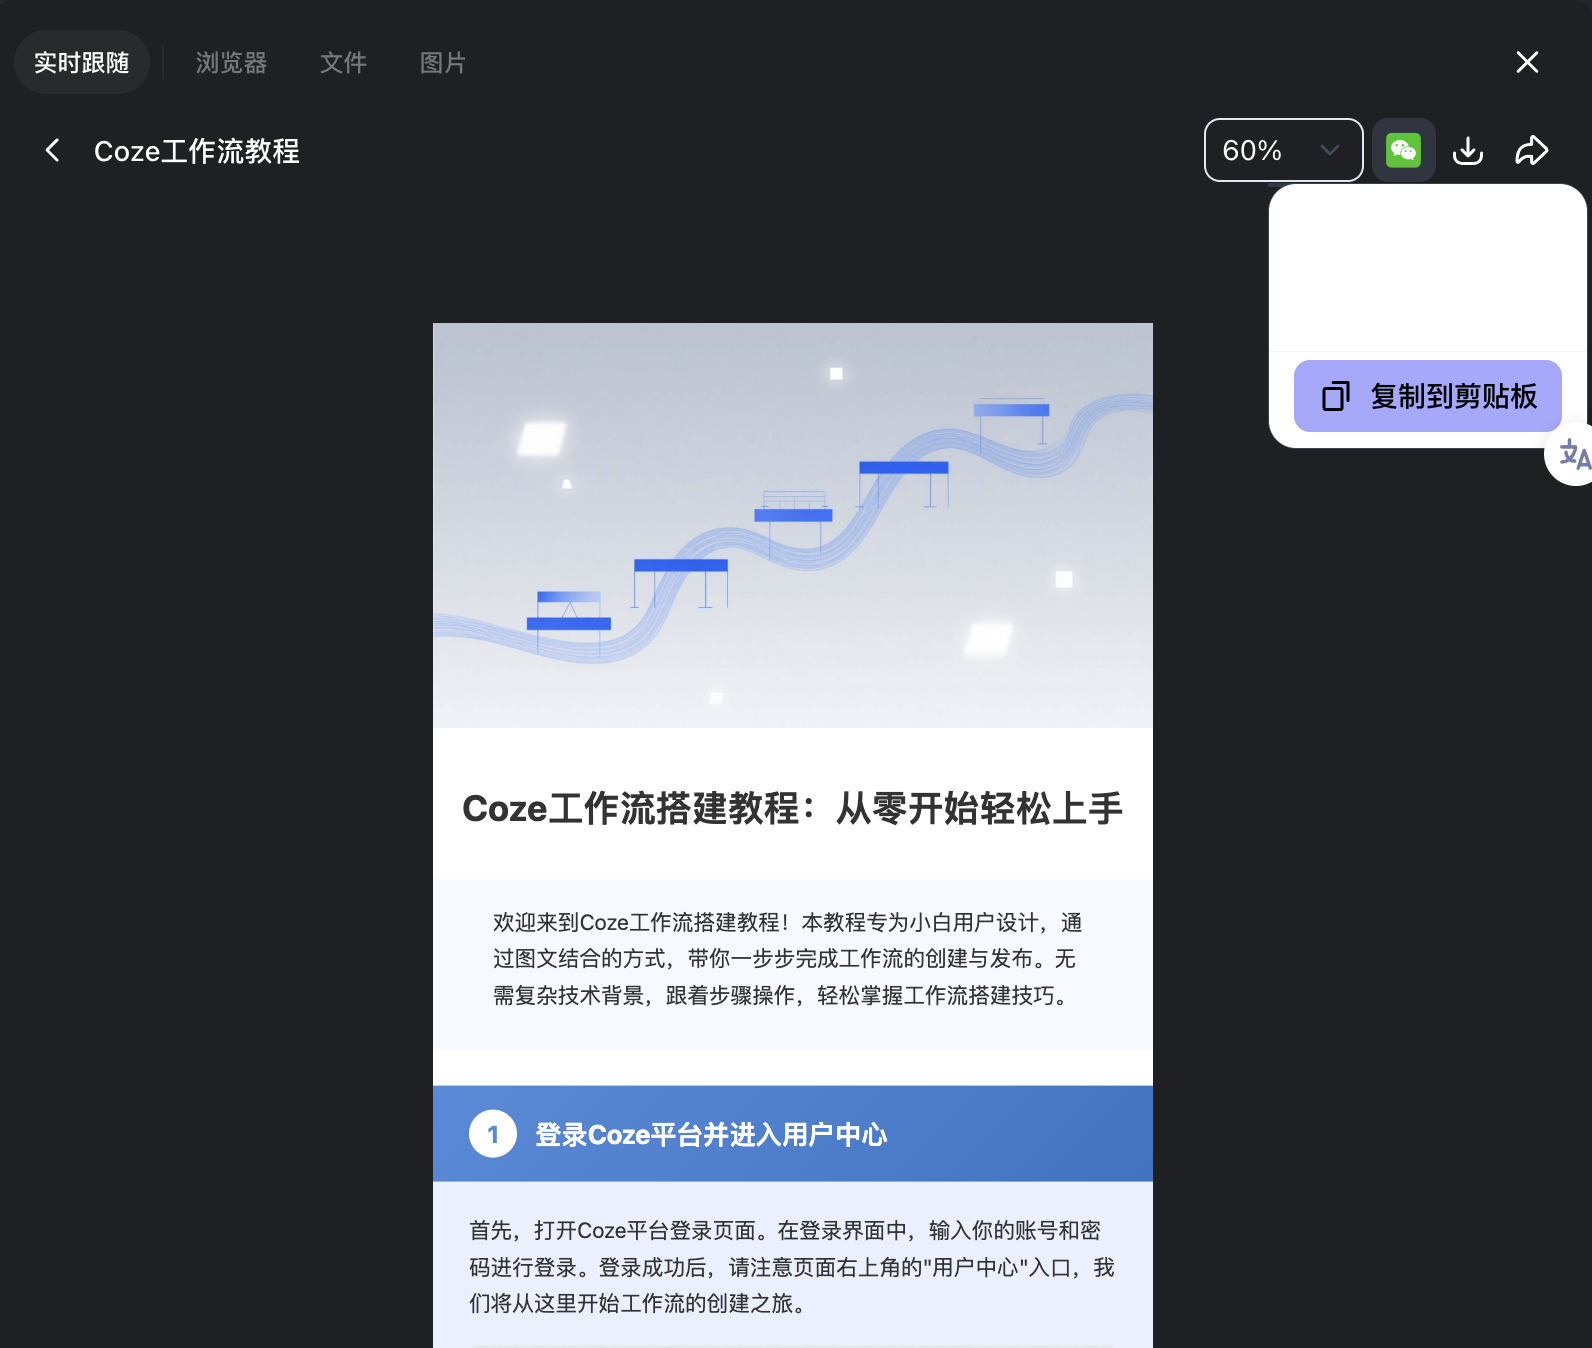 实时跟随
浏览器
文件
图片
Coze工作流教程
60%
复制到剪贴板
文A
Coze工作流搭建教程：从零开始轻松上手
欢迎来到Coze工作流搭建教程！本教程专为小白用户设计，通
过图文结合的方式，带你一步步完成工作流的创建与发布。无
需复杂技术背景，跟着步骤操作，轻松掌握工作流搭建技巧。
1 登录Coze平台并进入用户中心
首先，打开Coze平台登录页面。在登录界面中，输入你的账号和密
码进行登录。登录成功后，请注意页面右上角的"用户中心"入口，我
们将从这里开始工作流的创建之旅。